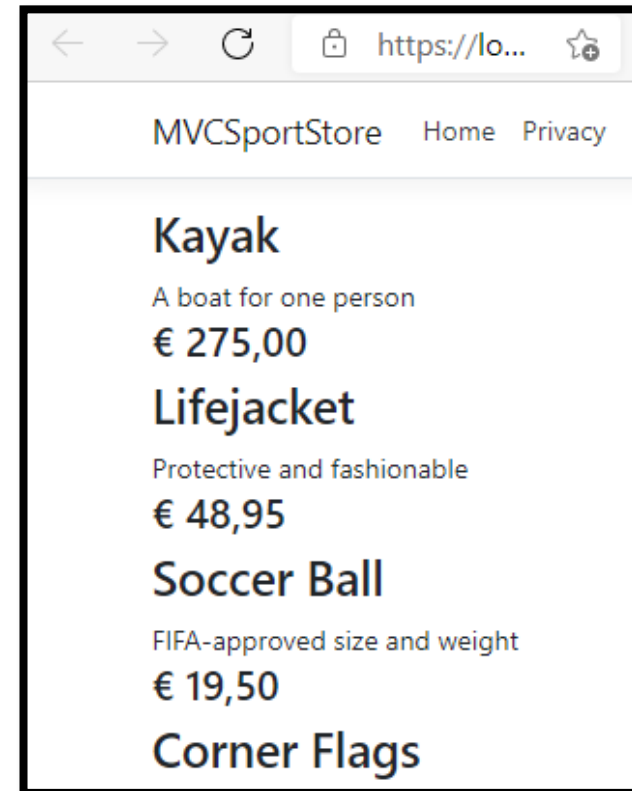 https://lo...
MVCSportStore Home Privacy
Kayak
A boat for one person
€ 275,00
Lifejacket
Protective and fashionable
€ 48,95
Soccer Ball
FIFA-approved size and weight
€ 19,50
Corner Flags